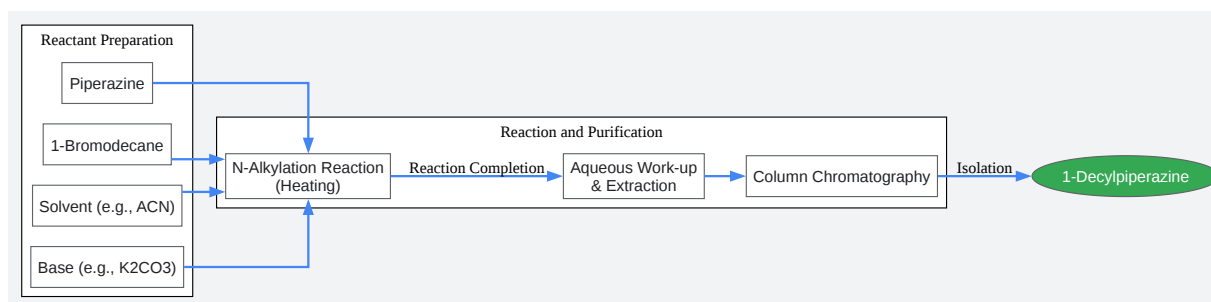 Reactant Preparation
Piperazine
1-Bromodecane
Solvent (e.g., ACN)
Base (e.g., K2CO3)
Reaction and Purification
N-Alkylation Reaction
(Heating)
Reaction Completion
Aqueous Work-up
& Extraction
Column Chromatography
Isolation
1-Decylpiperazine